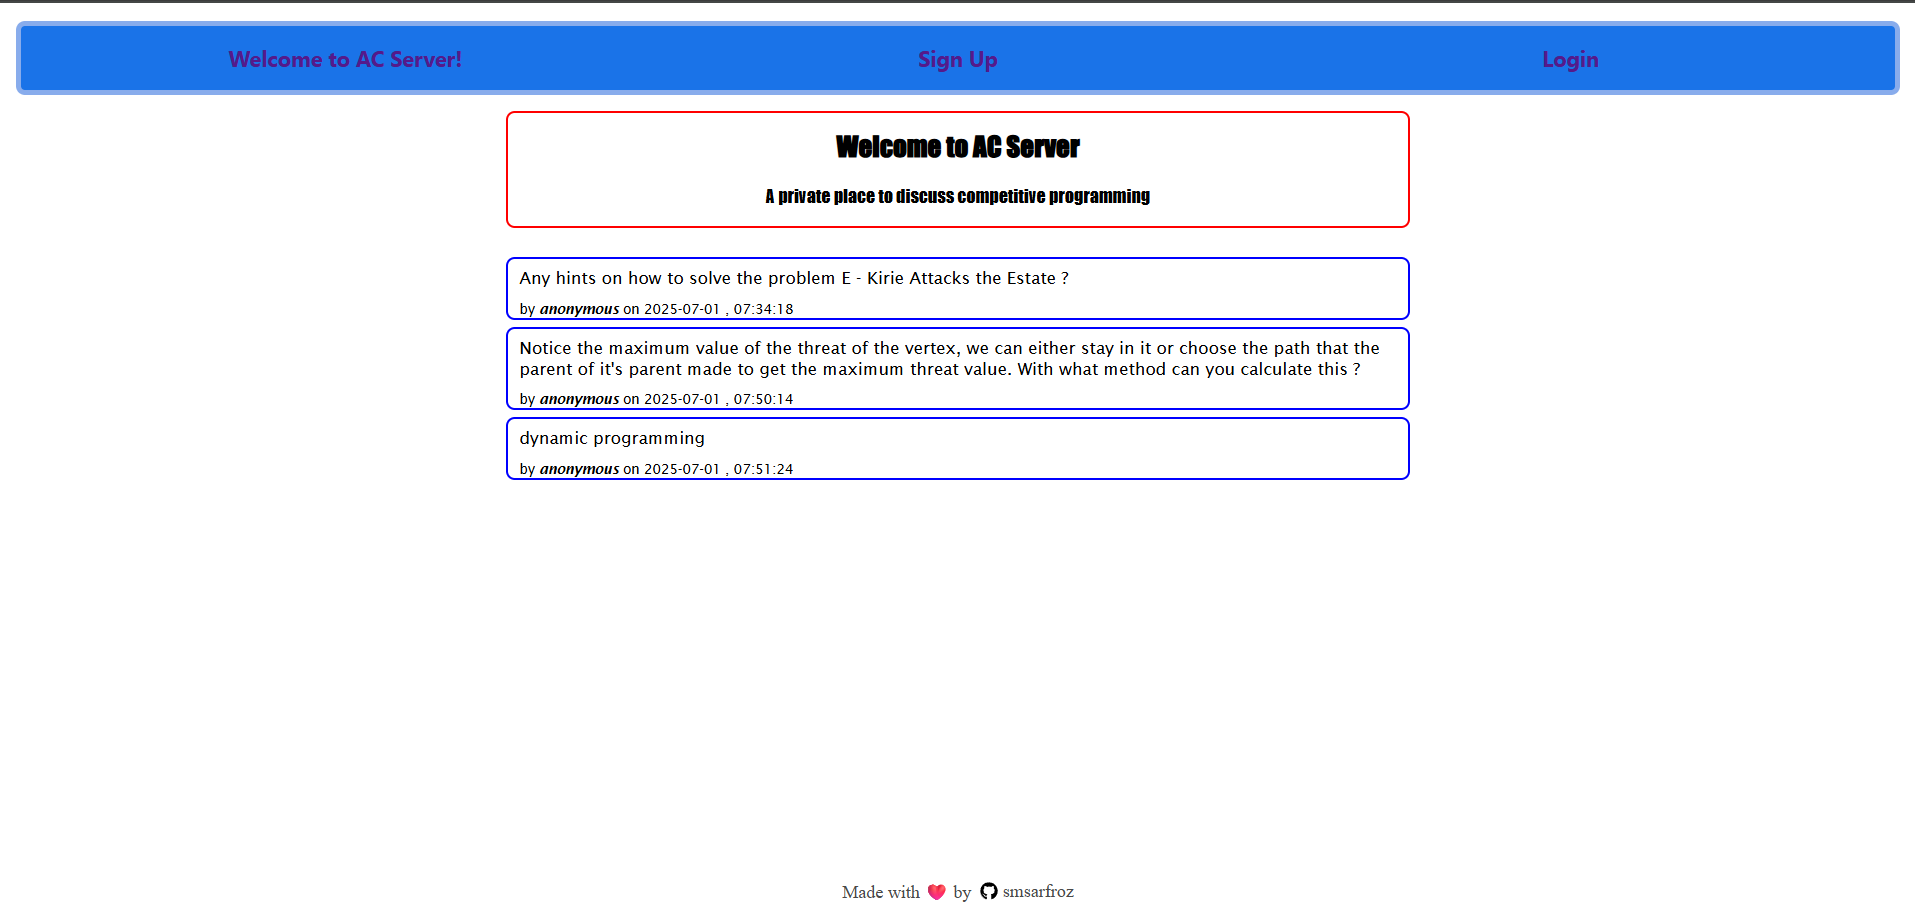 Welcome to AC Server!
Sign Up
Login
Welcome to AC Server
A private place to discuss competitive programming
Any hints on how to solve the problem E - Kirie Attacks the Estate ?
by anonymous on 2025-07-01 , 07:34:18
Notice the maximum value of the threat of the vertex, we can either stay in it or choose the path that the
parent of it's parent made to get the maximum threat value. With what method can you calculate this ?
by anonymous on 2025-07-01 , 07:50:14
dynamic programming
by anonymous on 2025-07-01 , 07:51:24
Made with ❤️ by smsarfroz